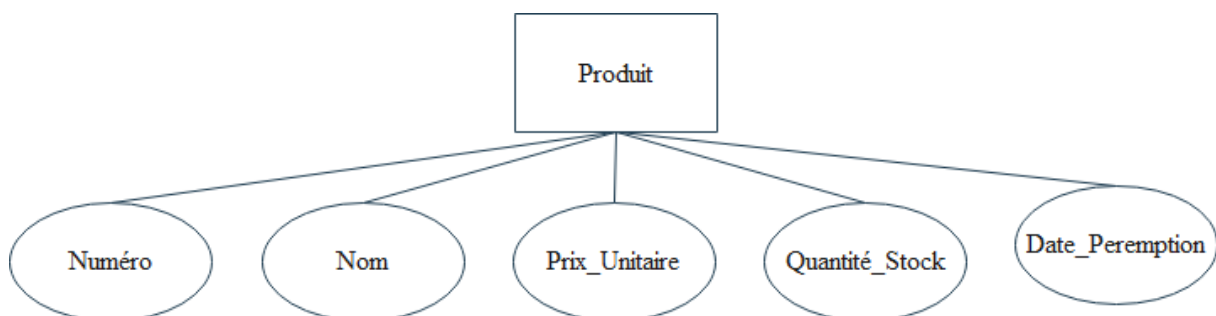 Produit
Numéro
Nom
Prix_Unitaire
Quantité_Stock
Date_Peremption